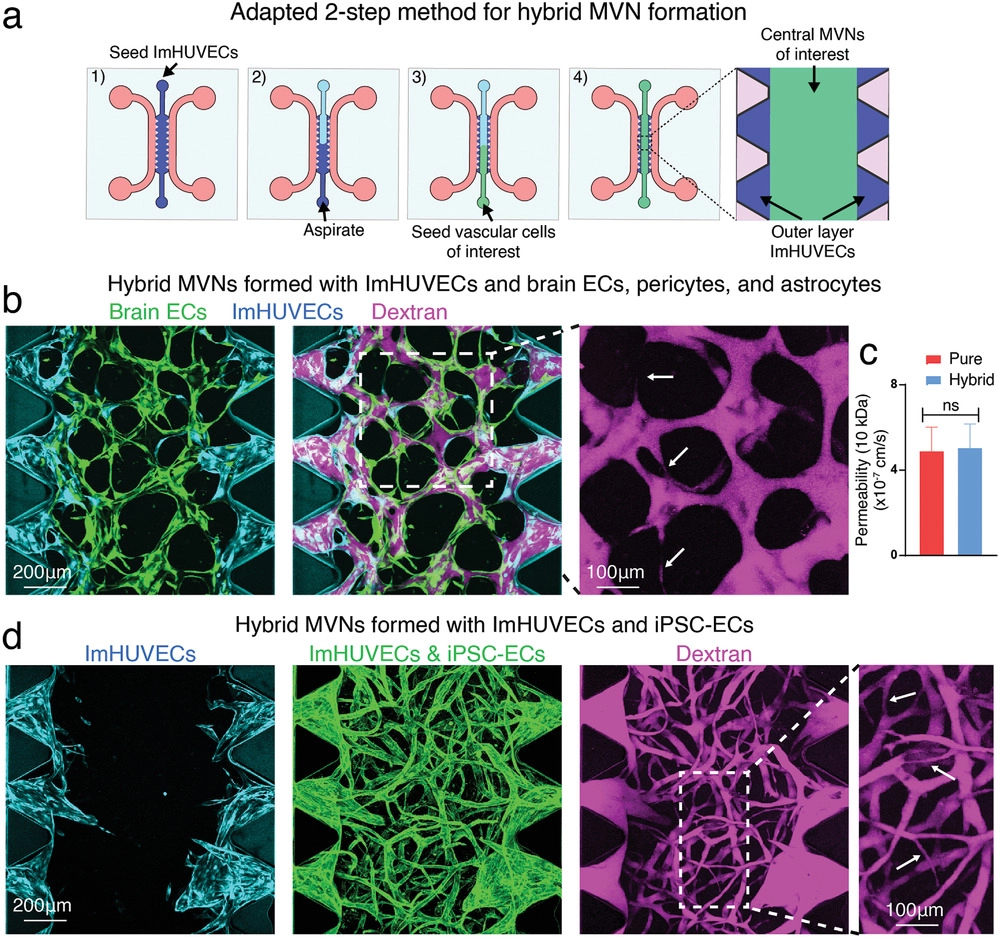 a
Adapted 2-step method for hybrid MVN formation
Seed ImHUVECs
1)
2)
3)
4)
Aspirate
Seed vascular cells
of interest
Central MVNs
of interest
Outer layer
ImHUVECs
Hybrid MVNs formed with ImHUVECs and brain ECs, pericytes, and astrocytes
b
Brain ECs ImHUVECs Dextran
200µm
100µm
c
Pure
Hybrid
8
4
0
ns
Permeability (10 kDa)
(x10⁻⁷ cm/s)
Hybrid MVNs formed with ImHUVECs and iPSC-ECs
d
ImHUVECs
ImHUVECs & iPSC-ECs
Dextran
200µm
100µm